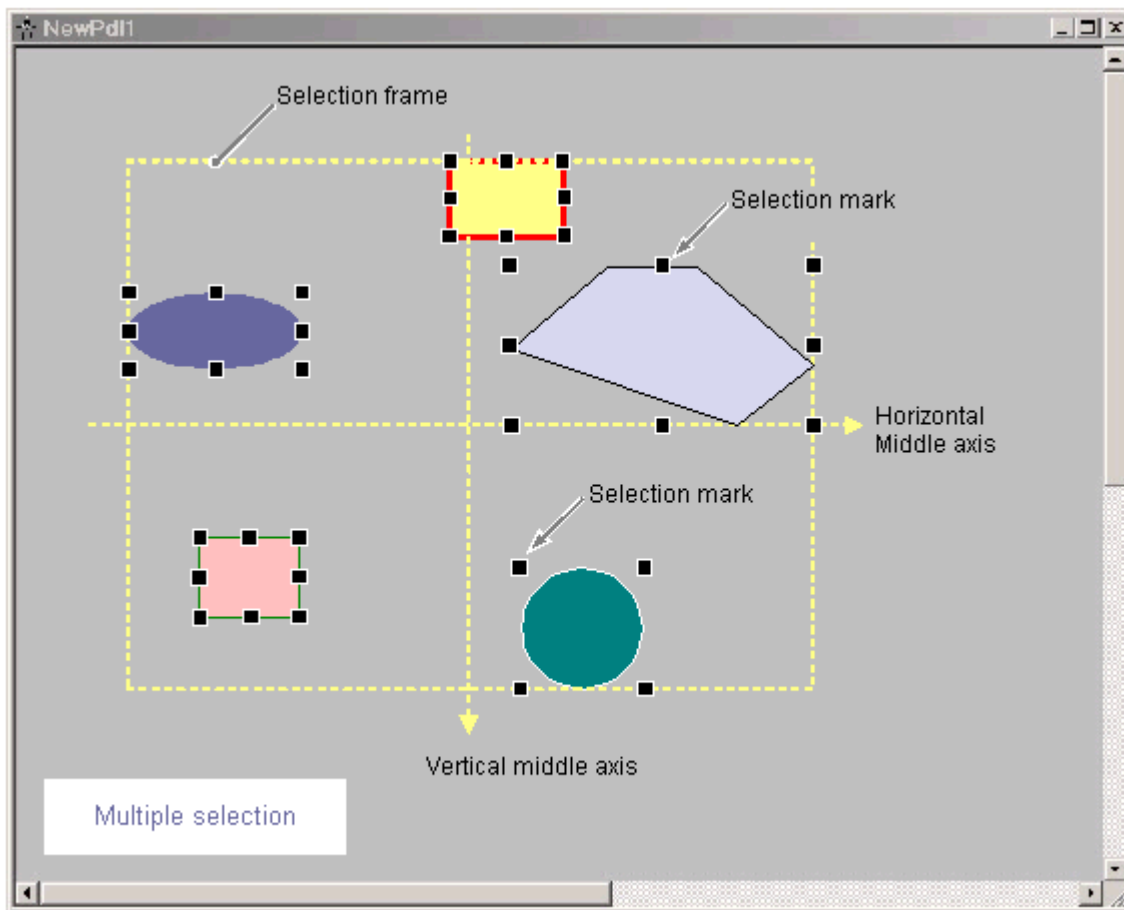 NewPdl1
Selection frame
Selection mark
Horizontal
Middle axis
Selection mark
Vertical middle axis
Multiple selection